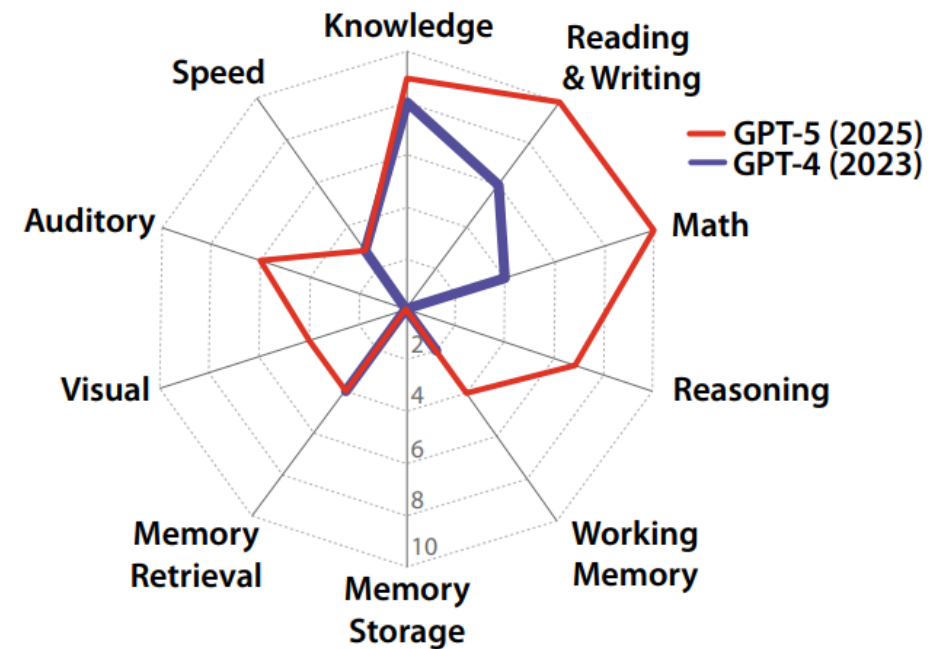 Knowledge
Reading
& Writing
Speed
GPT-5 (2025)
GPT-4 (2023)
Auditory
Math
2
4
6
8
10
Visual
Reasoning
Memory
Retrieval
Working
Memory
Memory
Storage